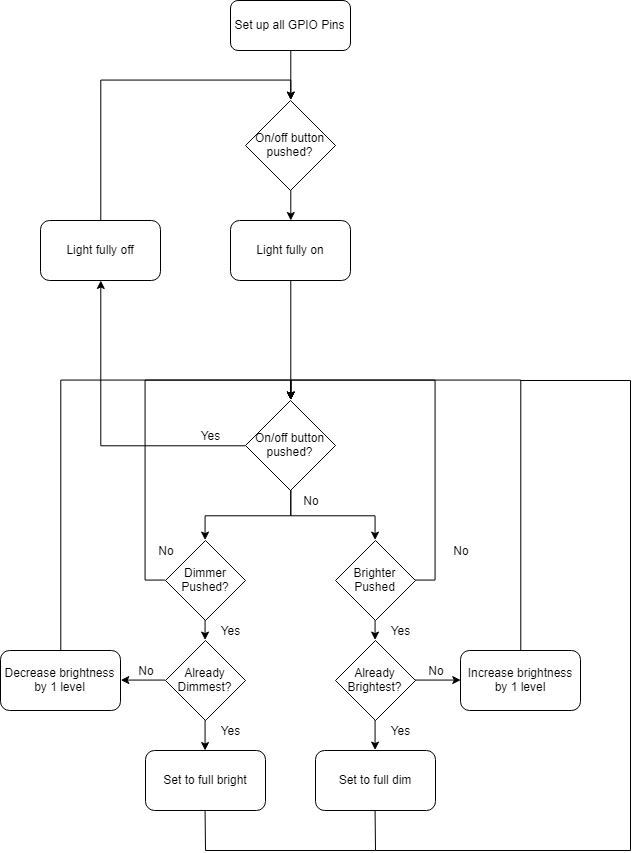 Set up all GPIO Pins
On/off button
pushed?
Light fully off
Light fully on
Yes
On/off button
pushed?
No
No
No
Dimmer
Pushed?
Brighter
Pushed
Yes
Yes
Decrease brightness
by 1 level
No
Already
Dimmest?
Already
Brightest?
No
Increase brightness
by 1 level
Yes
Yes
Set to full bright
Set to full dim